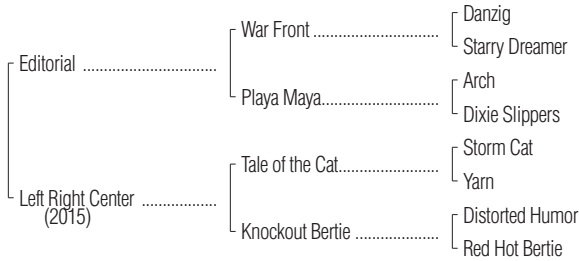 Danzig
War Front ........................
Starry Dreamer
Editorial ..............................
Arch
Playa Maya..........................
Dixie Slippers
Storm Cat
Tale of the Cat......................
Yarn
Left Right Center .................
(2015)
Distorted Humor
Knockout Bertie ..................
Red Hot Bertie